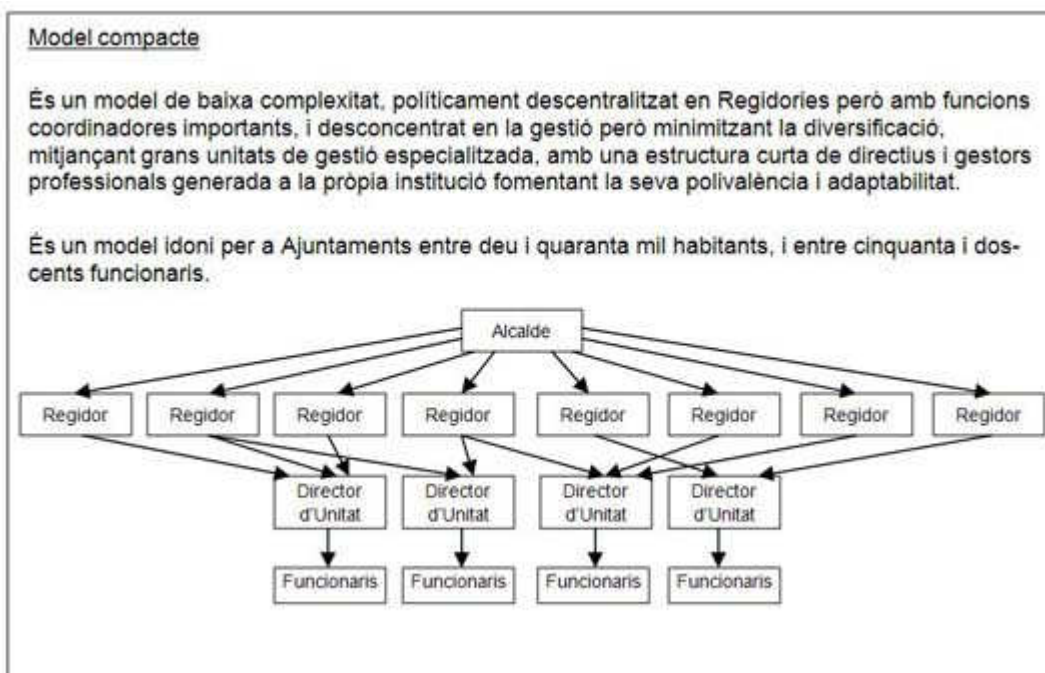 Model compacte
És un model de baixa complexitat, políticament descentralitzat en Regidories però amb funcions
coordinadores importants, i desconcentrat en la gestió però minimitzant la diversificació,
mitjançant grans unitats de gestió especialitzada, amb una estructura curta de directius i gestors
professionals generada a la pròpia institució fomentant la seva polivalència i adaptabilitat.
És un model idoni per a Ajuntaments entre deu i quaranta mil habitants, i entre cinquanta i dos-
cents funcionaris.
Alcalde
Regidor Regidor Regidor Regidor Regidor Regidor Regidor Regidor
Director Director Director Director
d'Unitat d'Unitat d'Unitat d'Unitat
Funcionaris Funcionaris Funcionaris Funcionaris